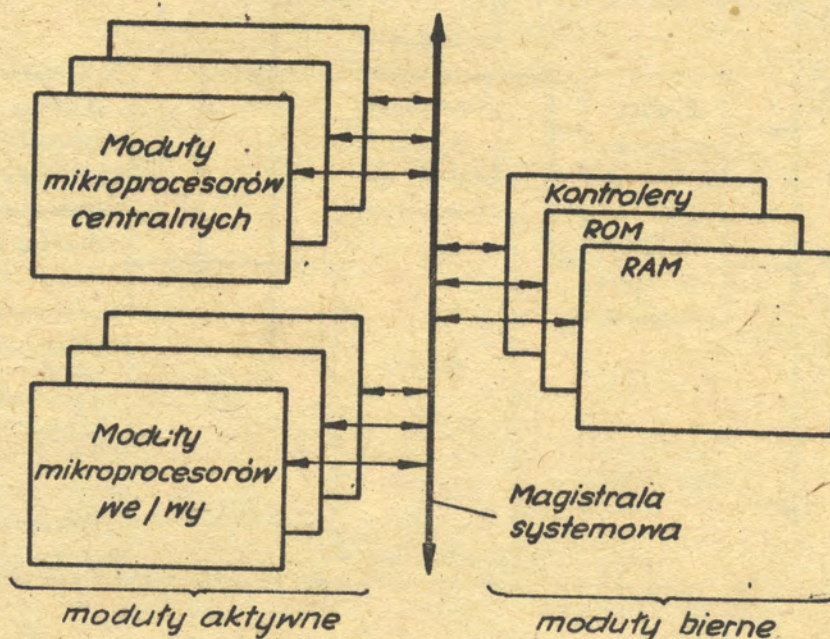 Moduły
mikroprocesorów
centralnych
Kontrolery
ROM
RAM
Moduły
mikroprocesorów
we/wy
Magistrala
systemowa
moduły aktywne
moduły bierne